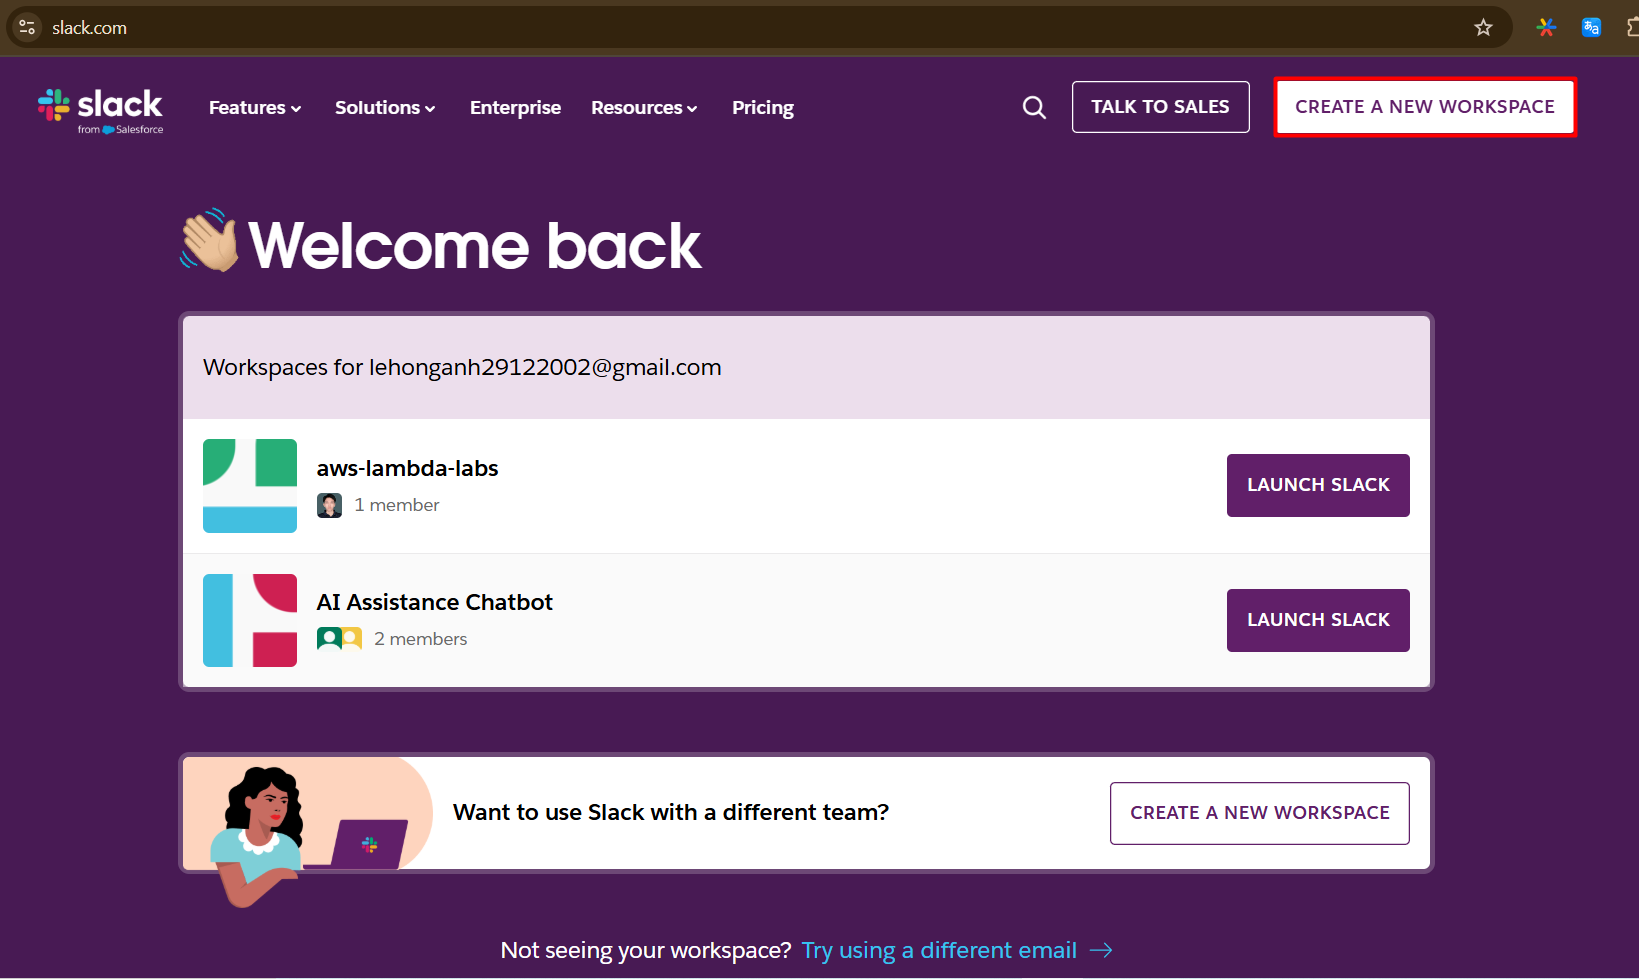 slack.com
slack
from Salesforce
Features
Solutions
Enterprise
Resources
Pricing
TALK TO SALES
CREATE A NEW WORKSPACE
Welcome back
Workspaces for lehonganh29122002@gmail.com
aws-lambda-labs
1 member
LAUNCH SLACK
AI Assistance Chatbot
2 members
LAUNCH SLACK
Want to use Slack with a different team?
CREATE A NEW WORKSPACE
Not seeing your workspace? Try using a different email →